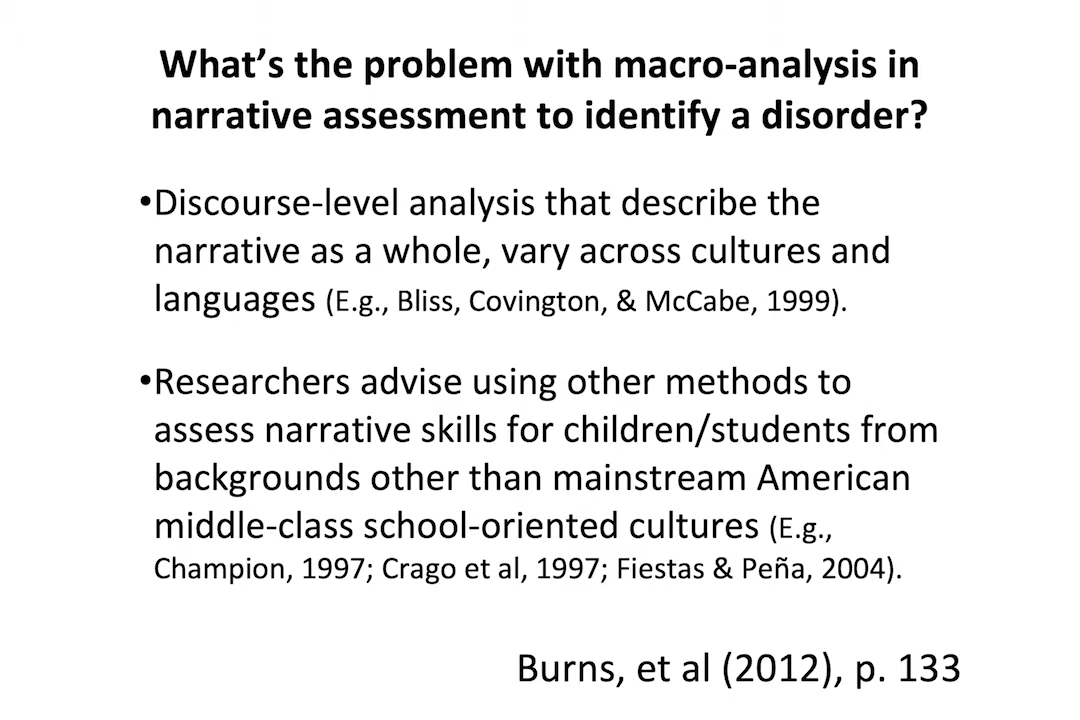 What’s the problem with macro-analysis in
narrative assessment to identify a disorder?
•Discourse-level analysis that describe the
narrative as a whole, vary across cultures and
languages (E.g., Bliss, Covington, & McCabe, 1999).
•Researchers advise using other methods to
assess narrative skills for children/students from
backgrounds other than mainstream American
middle-class school-oriented cultures (E.g.,
Champion, 1997; Crago et al, 1997; Fiestas & Peña, 2004).
Burns, et al (2012), p. 133